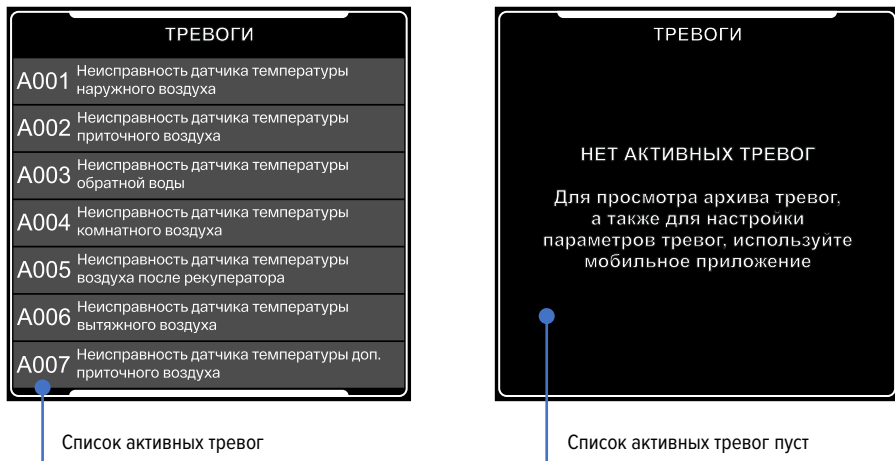 ТРЕВОГИ
A001 Неисправность датчика температуры
наружного воздуха
A002 Неисправность датчика температуры
приточного воздуха
A003 Неисправность датчика температуры
обратной воды
A004 Неисправность датчика температуры
комнатного воздуха
A005 Неисправность датчика температуры
воздуха после рекуператора
A006 Неисправность датчика температуры
вытяжного воздуха
A007 Неисправность датчика температуры доп.
приточного воздуха
Список активных тревог
ТРЕВОГИ
НЕТ АКТИВНЫХ ТРЕВОГ
Для просмотра архива тревог,
а также для настройки
параметров тревог, используйте
мобильное приложение
Список активных тревог пуст